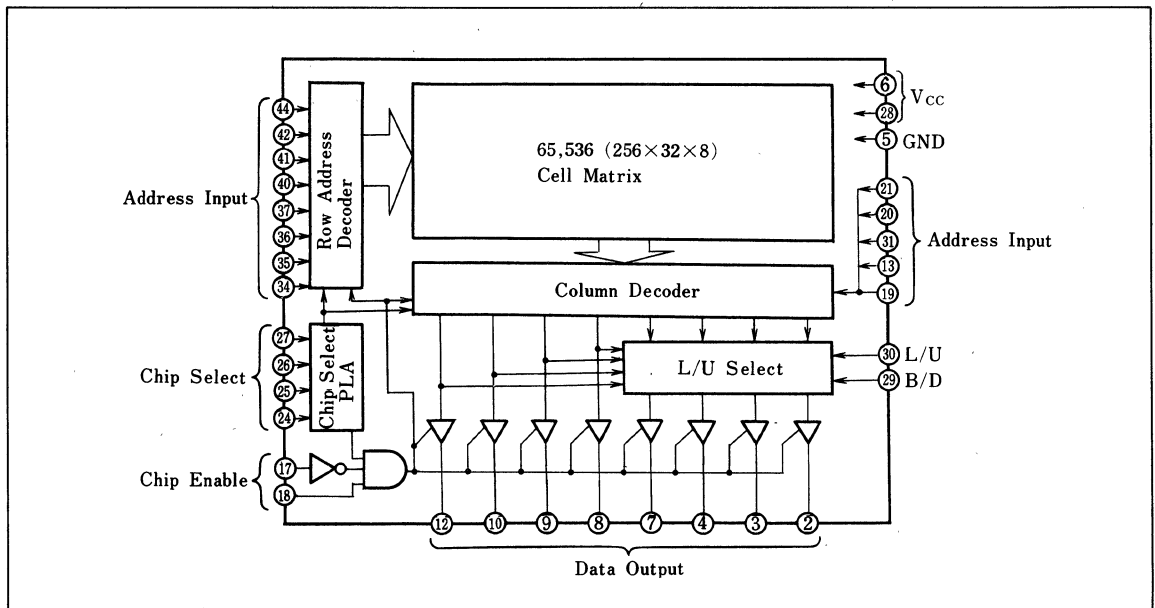 44
42
41
40
37
36
35
34
Address Input
Row Address
Decoder
65,536 (256×32×8)
Cell Matrix
6
28
VCC
5
GND
21
20
31
13
19
Address Input
Column Decoder
27
26
25
24
Chip Select
Chip Select
PLA
L/U Select
30
L/U
29
B/D
17
18
Chip Enable
12
10
9
8
7
4
3
2
Data Output